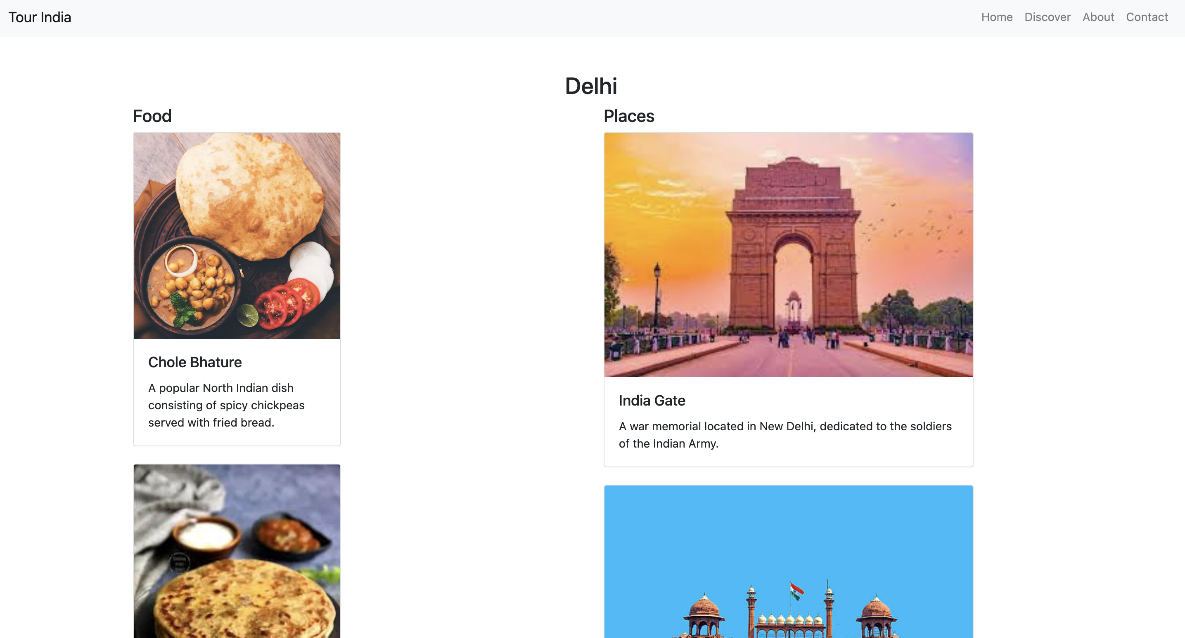 Tour India
Home Discover About Contact
Delhi
Food
Places
Chole Bhature
A popular North Indian dish
consisting of spicy chickpeas
served with fried bread.
India Gate
A war memorial located in New Delhi, dedicated to the soldiers
of the Indian Army.